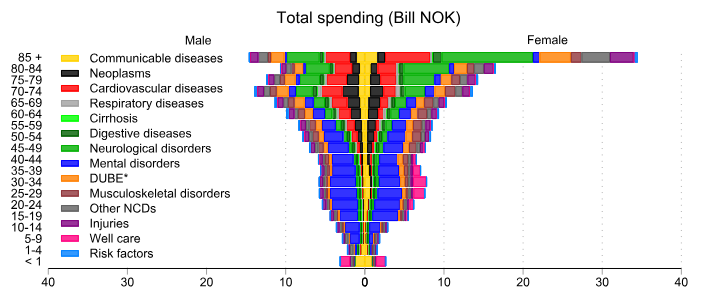 Total spending (Bill NOK)
Male Female
85 +
80-84
75-79
70-74
65-69
60-64
55-59
50-54
45-49
40-44
35-39
30-34
25-29
20-24
15-19
10-14
5-9
1-4
< 1
Communicable diseases
Neoplasms
Cardiovascular diseases
Respiratory diseases
Cirrhosis
Digestive diseases
Neurological disorders
Mental disorders
DUBE*
Musculoskeletal disorders
Other NCDs
Injuries
Well care
Risk factors
40 30 20 10 0 10 20 30 40